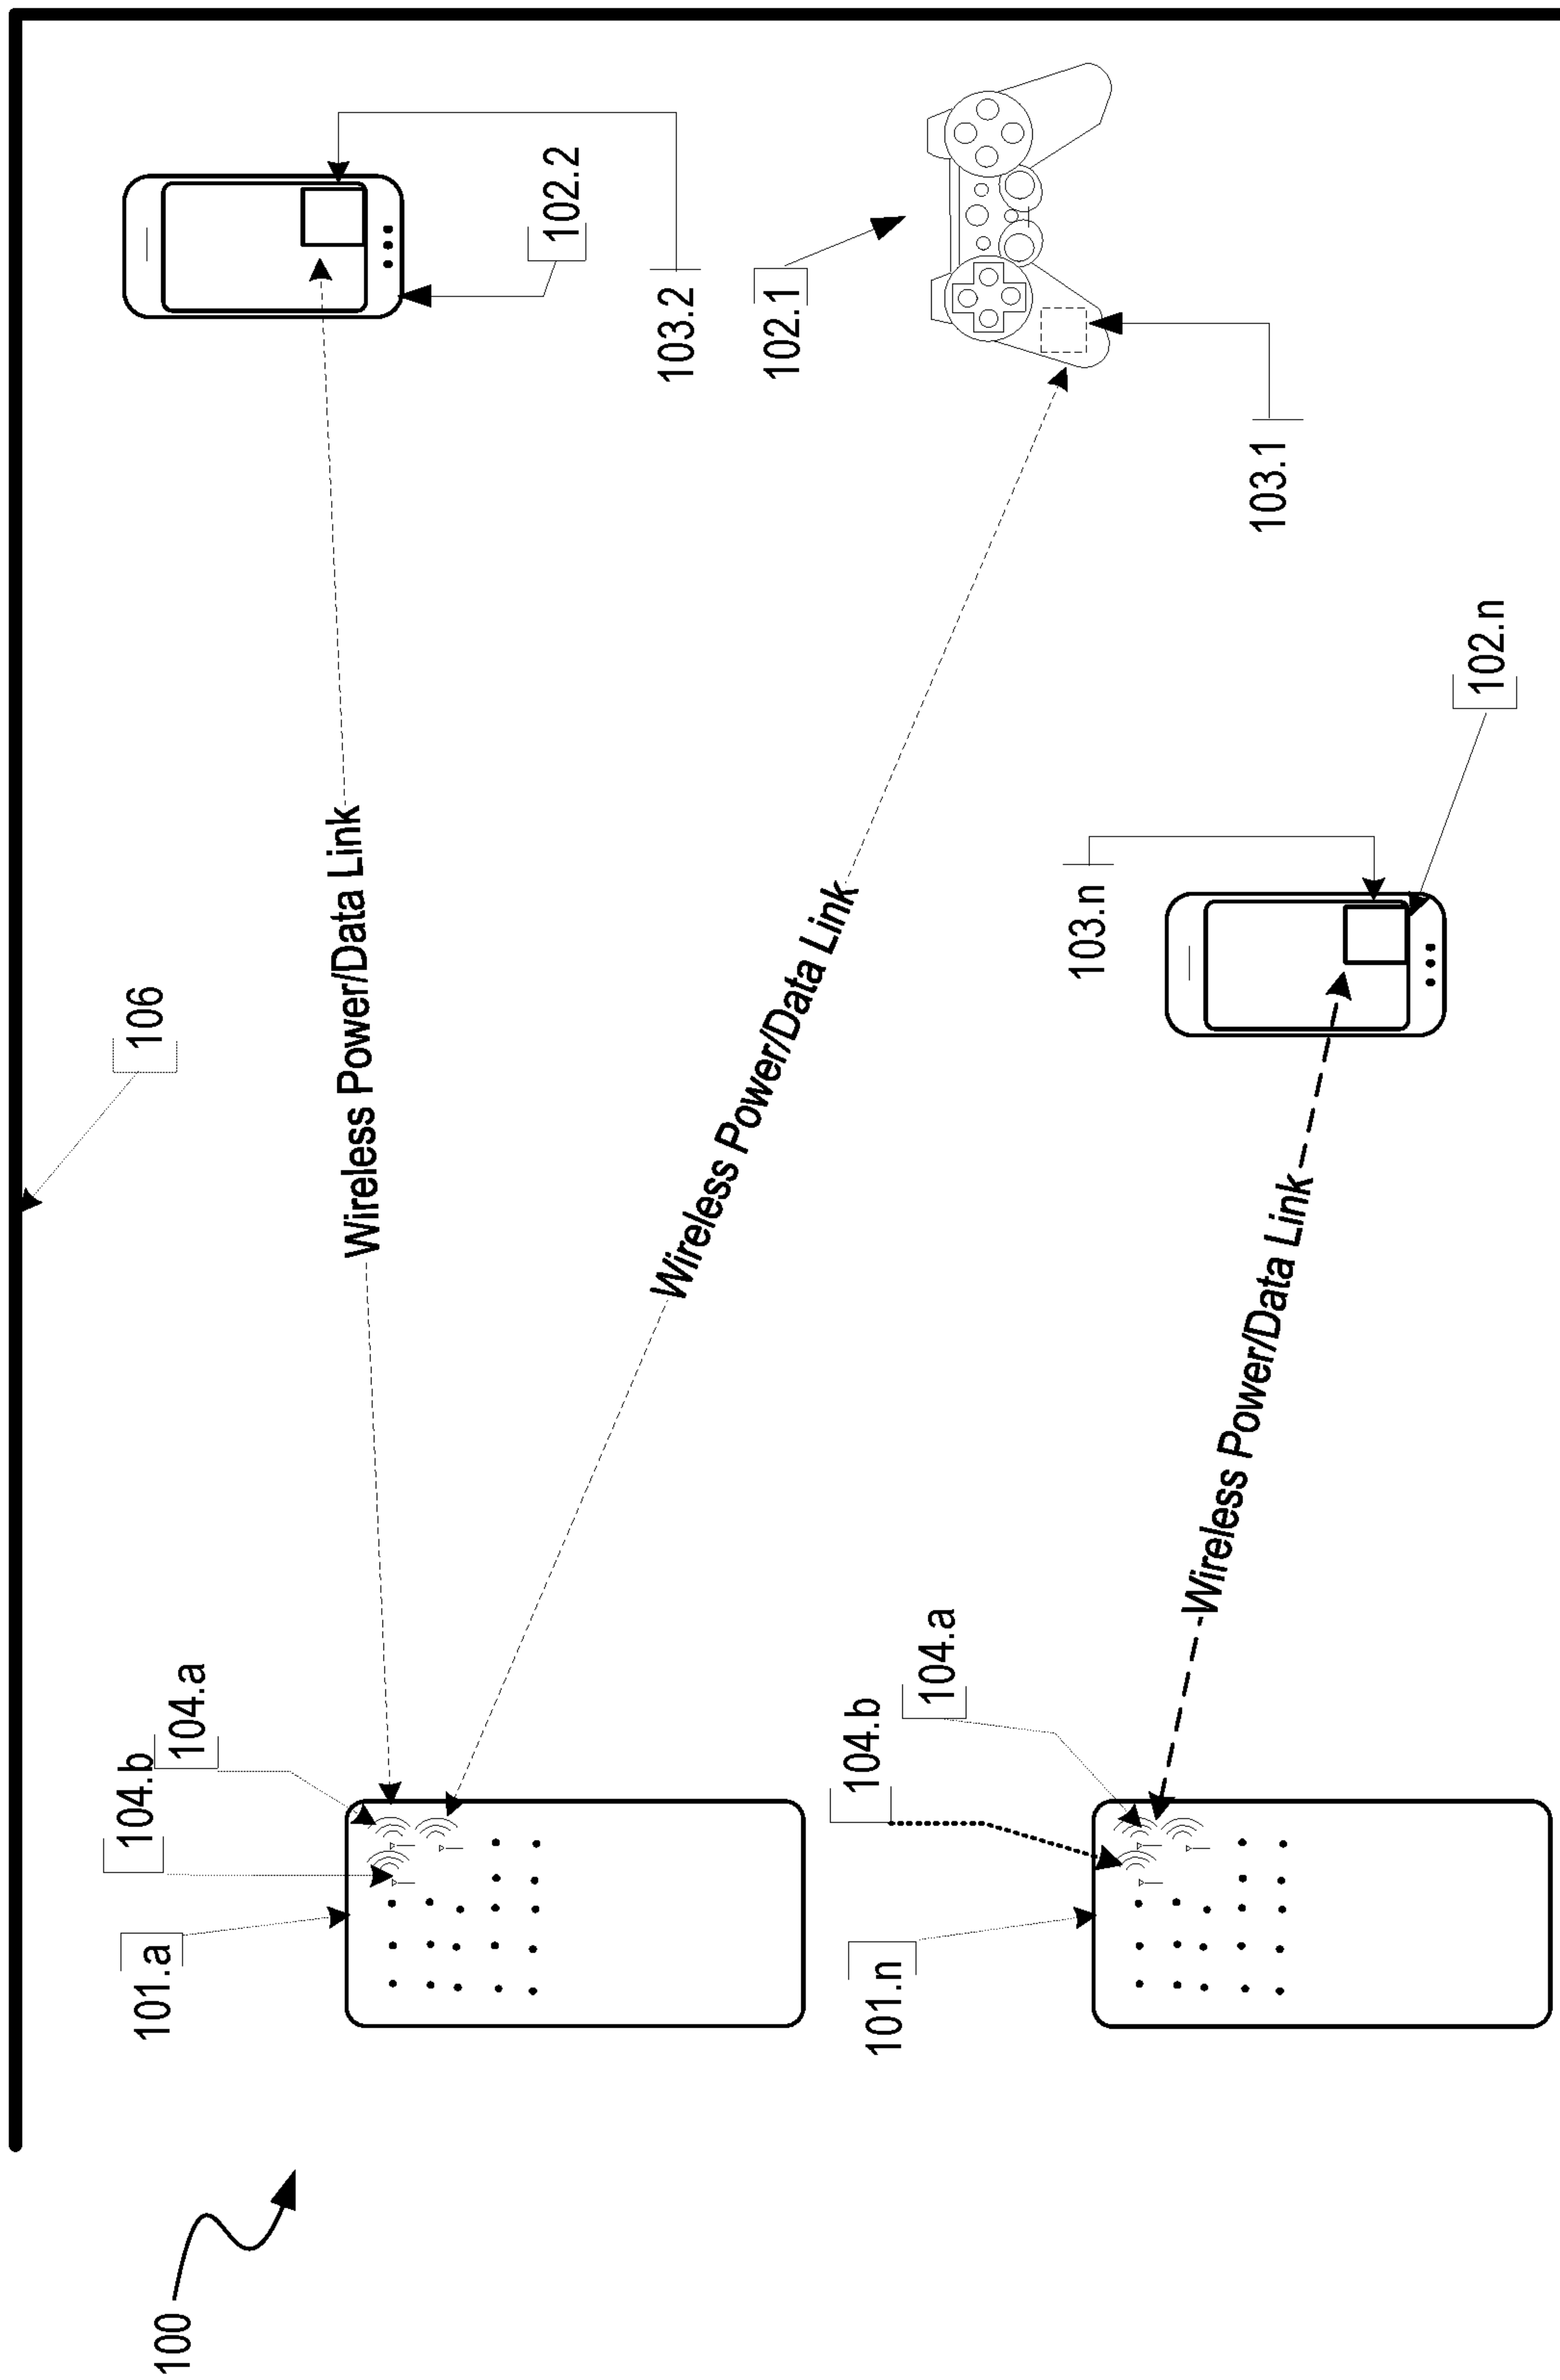 100
106
101.a
104.b
104.a
Wireless Power/Data Link
102.2
103.2
Wireless Power/Data Link
102.1
103.1
101.n
104.b
104.a
Wireless Power/Data Link
103.n
102.n